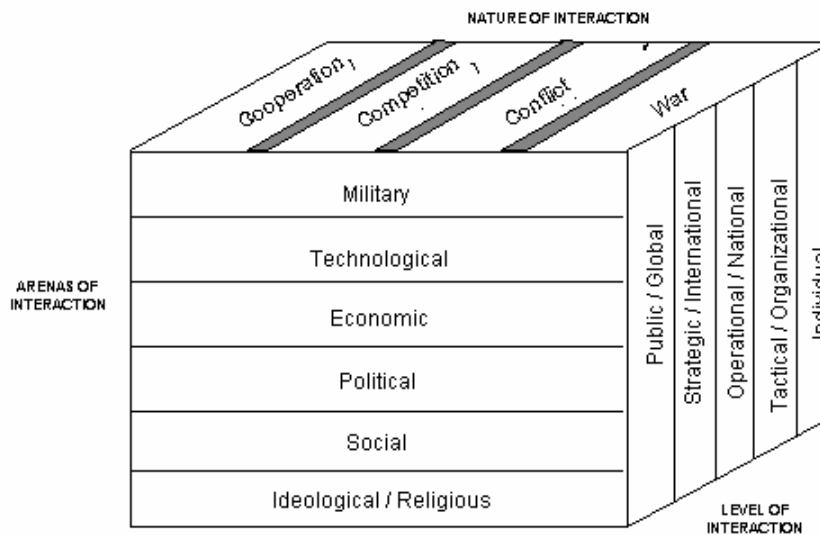 NATURE OF INTERACTION
Cooperation,
Competition,
Conflict
War
Military
Technological
Economic
Political
Social
Ideological / Religious
ARENAS OF
INTERACTION
Public / Global
Strategic / International
Operational / National
Tactical / Organizational
Individual
LEVEL OF
INTERACTION